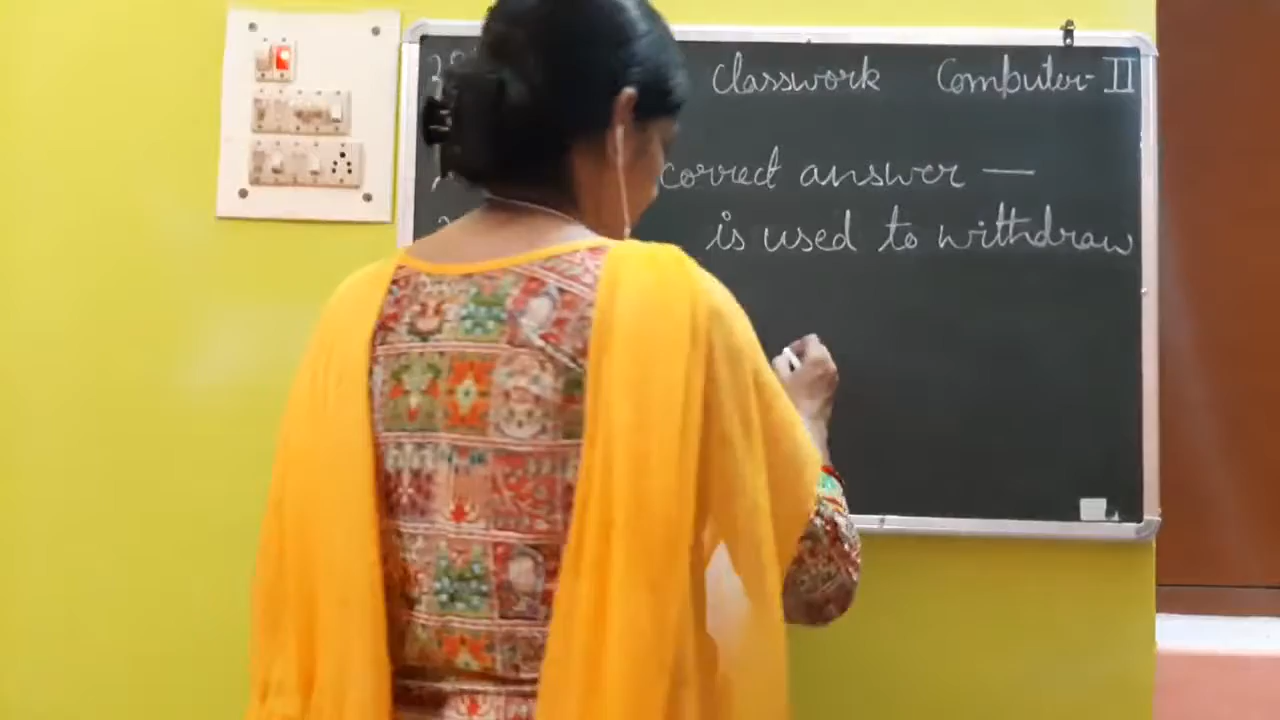 Classwork Computer-II
correct answer —
is used to withdraw